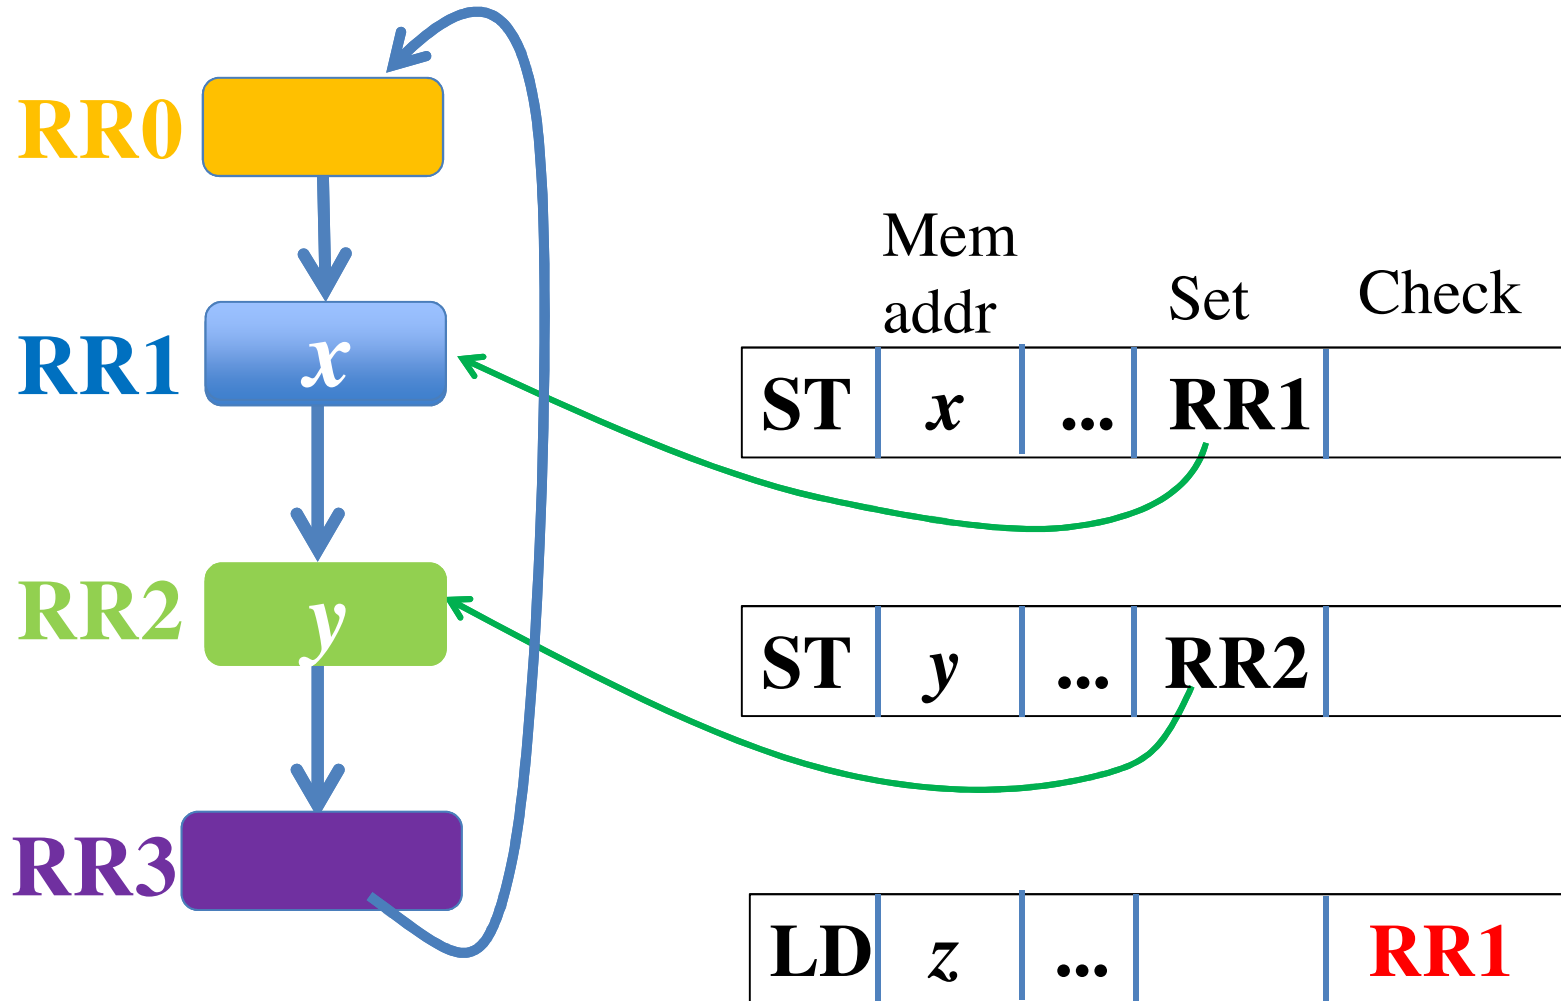 RR0
RR1
x
RR2
y
RR3
Mem
addr
Set
Check
ST x ... RR1
ST y ... RR2
LD z ... RR1